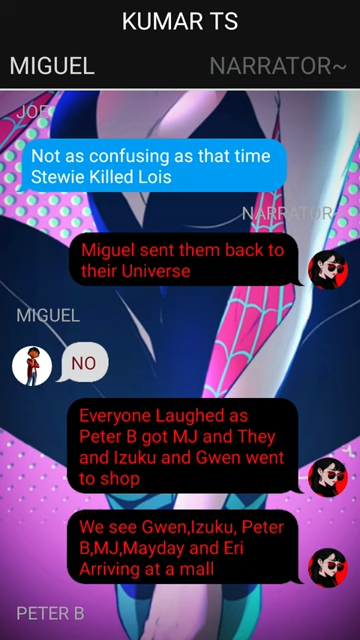 KUMAR TS
MIGUEL
NARRATOR~
JOE
Not as confusing as that time
Stewie Killed Lois
NARRATOR~
Miguel sent them back to
their Universe
MIGUEL
NO
Everyone Laughed as
Peter B got MJ and They
and Izuku and Gwen went
to shop
We see Gwen,Izuku, Peter
B,MJ,Mayday and Eri
Arriving at a mall
PETER B